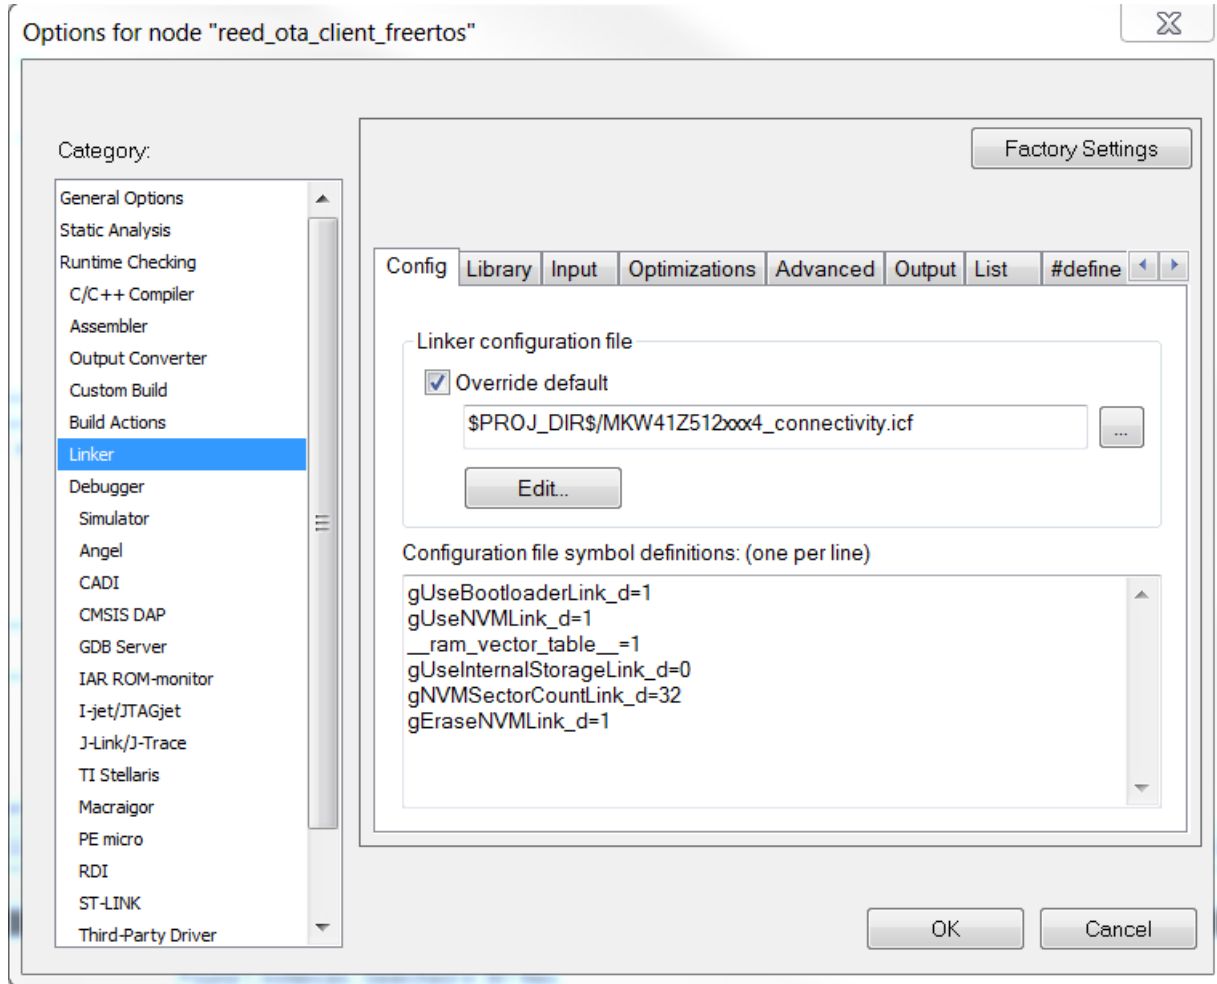 Options for node "reed_ota_client_freertos"
Category:
Factory Settings
General Options
Static Analysis
Runtime Checking
C/C++ Compiler
Assembler
Output Converter
Custom Build
Build Actions
Linker
Debugger
Simulator
Angel
CADI
CMSIS DAP
GDB Server
IAR ROM-monitor
I-jet/JTAGjet
J-Link/J-Trace
TI Stellaris
Macraigor
PE micro
RDI
ST-LINK
Third-Party Driver
Config Library Input Optimizations Advanced Output List #define
Linker configuration file
Override default
$PROJ_DIR$/MKW41Z512xxx4_connectivity.icf
...
Edit...
Configuration file symbol definitions: (one per line)
gUseBootloaderLink_d=1
gUseNVMLink_d=1
__ram_vector_table__=1
gUseInternalStorageLink_d=0
gNVMSectorCountLink_d=32
gEraseNVMLink_d=1
OK Cancel